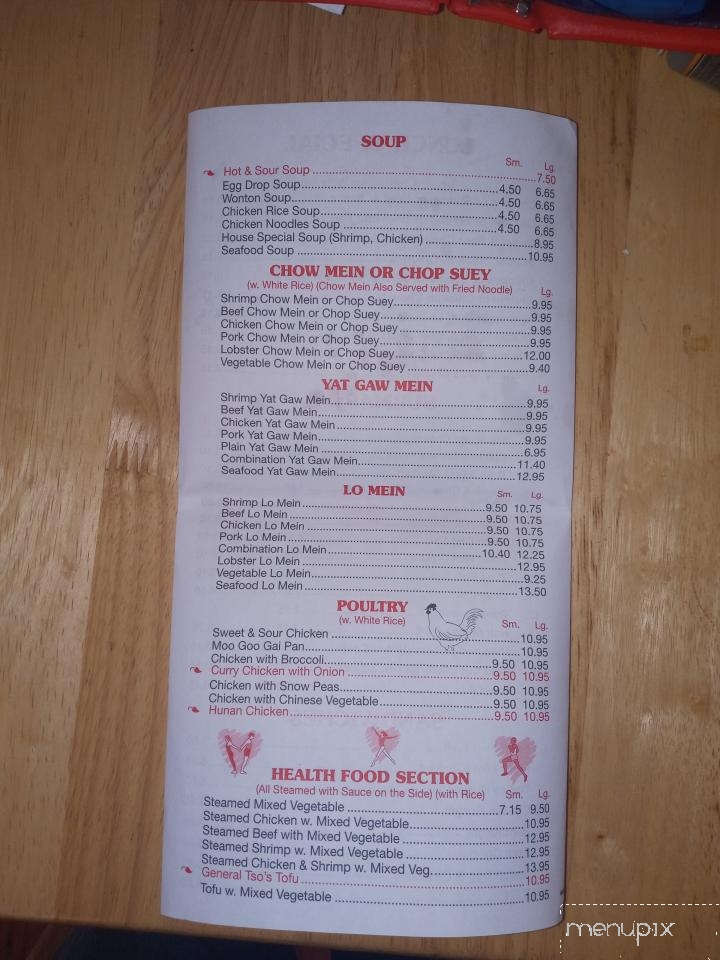 SOUP
Sm. Lg.
Hot & Sour Soup 7.50
Egg Drop Soup 4.50 6.65
Wonton Soup 4.50 6.65
Chicken Rice Soup 4.50 6.65
Chicken Noodles Soup 4.50 6.65
House Special Soup (Shrimp, Chicken) 8.95
Seafood Soup 10.95
CHOW MEIN OR CHOP SUEY
(w. White Rice) (Chow Mein Also Served with Fried Noodle) Lg.
Shrimp Chow Mein or Chop Suey 9.95
Beef Chow Mein or Chop Suey 9.95
Chicken Chow Mein or Chop Suey 9.95
Pork Chow Mein or Chop Suey 9.95
Lobster Chow Mein or Chop Suey 12.00
Vegetable Chow Mein or Chop Suey 9.40
YAT GAW MEIN Lg.
Shrimp Yat Gaw Mein 9.95
Beef Yat Gaw Mein 9.95
Chicken Yat Gaw Mein 9.95
Pork Yat Gaw Mein 9.95
Plain Yat Gaw Mein 6.95
Combination Yat Gaw Mein 11.40
Seafood Yat Gaw Mein 12.95
LO MEIN Sm. Lg.
Shrimp Lo Mein 9.50 10.75
Beef Lo Mein 9.50 10.75
Chicken Lo Mein 9.50 10.75
Pork Lo Mein 9.50 10.75
Combination Lo Mein 10.40 12.25
Lobster Lo Mein 12.95
Vegetable Lo Mein 9.25
Seafood Lo Mein 13.50
POULTRY
(w. White Rice) Sm. Lg.
Sweet & Sour Chicken 10.95
Moo Goo Gai Pan 10.95
Chicken with Broccoli 9.50 10.95
Curry Chicken with Onion 9.50 10.95
Chicken with Snow Peas 9.50 10.95
Chicken with Chinese Vegetable 9.50 10.95
Hunan Chicken 9.50 10.95
HEALTH FOOD SECTION
(All Steamed with Sauce on the Side) (with Rice) Sm. Lg.
Steamed Mixed Vegetable 7.15 9.50
Steamed Chicken w. Mixed Vegetable 10.95
Steamed Beef with Mixed Vegetable 12.95
Steamed Shrimp w. Mixed Vegetable 12.95
Steamed Chicken & Shrimp w. Mixed Veg. 13.95
General Tso's Tofu 10.95
Tofu w. Mixed Vegetable 10.95
menupix